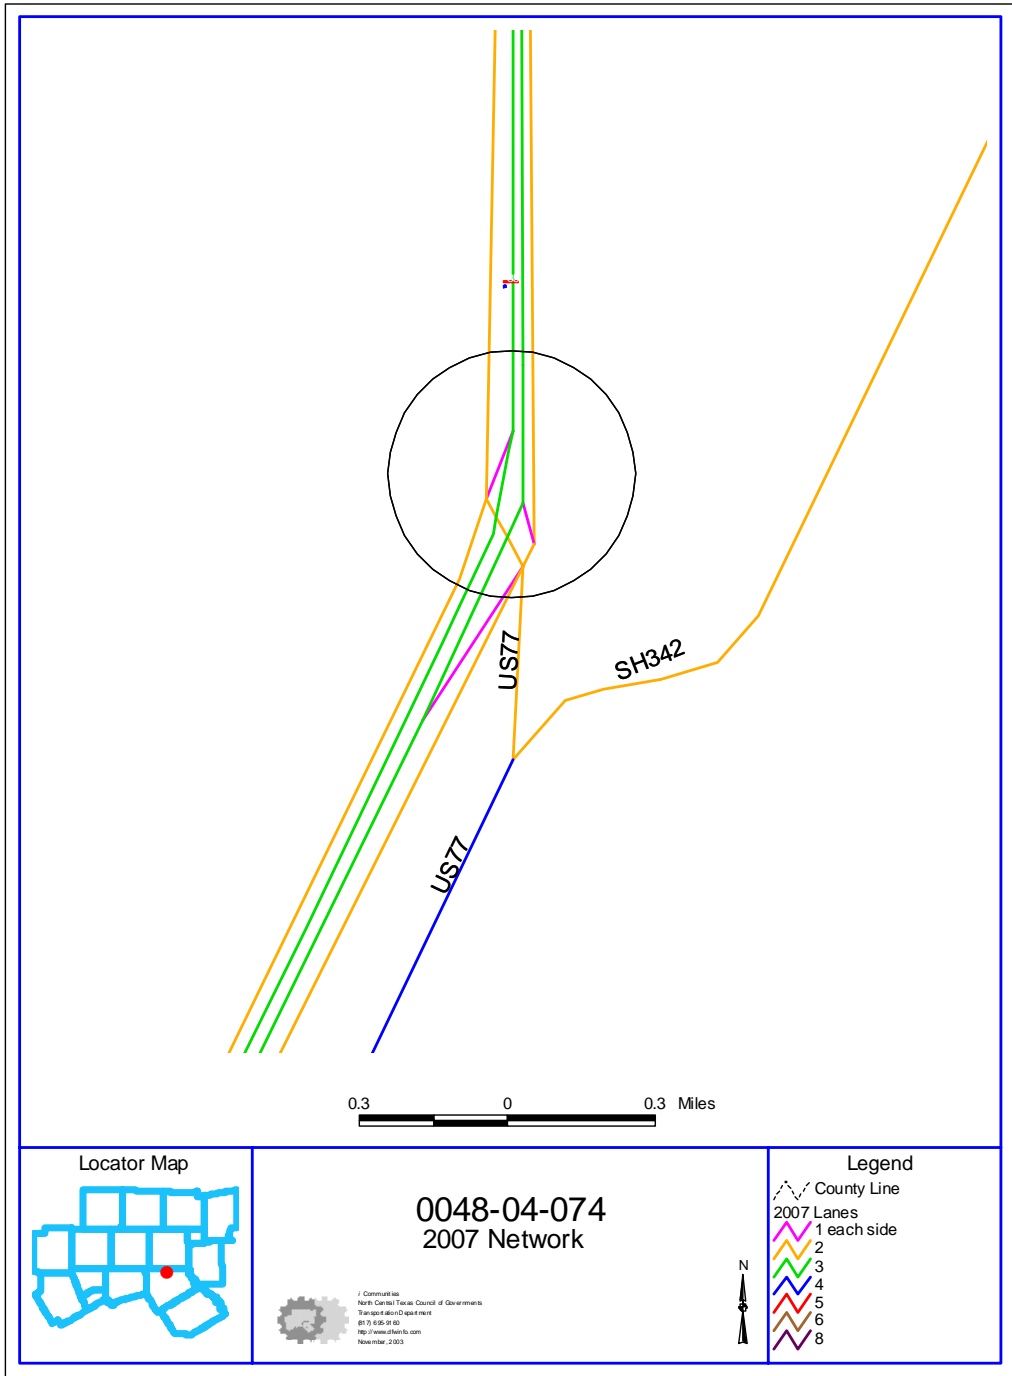 US77
SH342
US77
0.3 0 0.3 Miles
Locator Map
0048-04-074
2007 Network
i Communities
North Central Texas Council of Governments
Transportation Department
(817) 695-9160
http://www.dfwinfo.com
November, 2003
N
Legend
County Line
2007 Lanes
1 each side
2
3
4
5
6
8